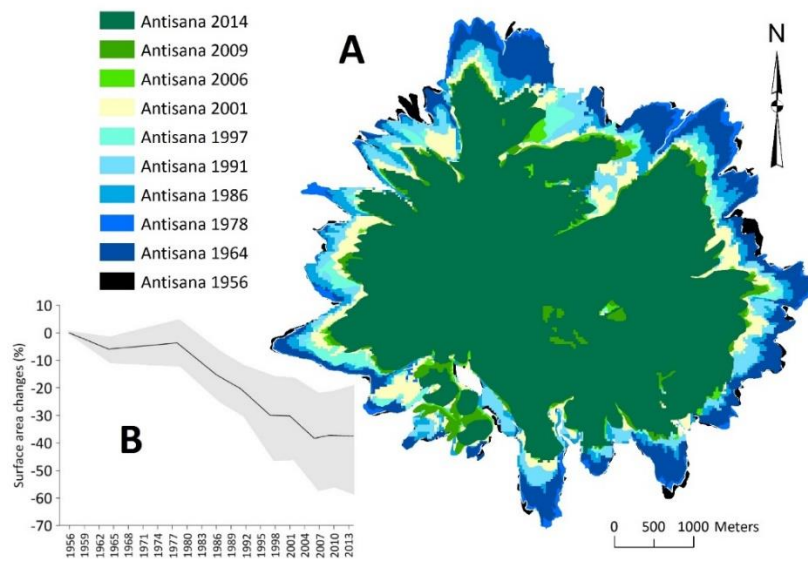 Antisana 2014
Antisana 2009
Antisana 2006
Antisana 2001
Antisana 1997
Antisana 1991
Antisana 1986
Antisana 1978
Antisana 1964
Antisana 1956
A
N
10
0
-10
-20
-30
-40
-50
-60
-70
Surface area changes (%)
B
1956
1959
1962
1965
1968
1971
1974
1977
1980
1983
1986
1989
1992
1995
1998
2001
2004
2007
2010
2013
0 500 1000 Meters